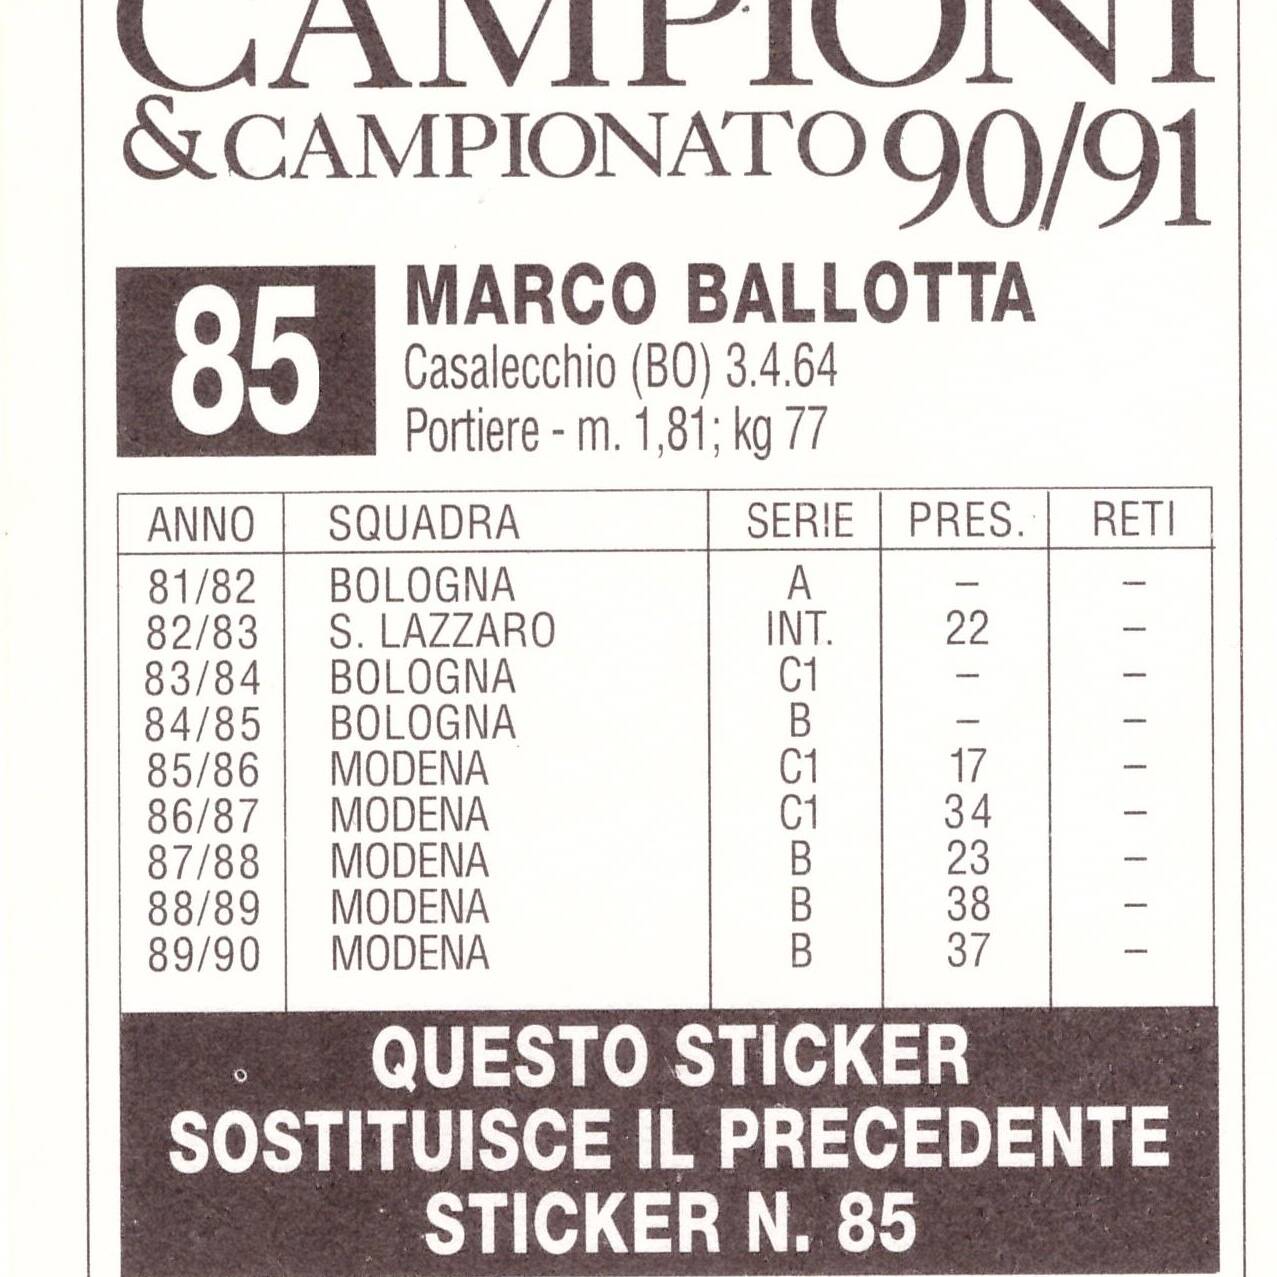 CAMPIONI
& CAMPIONATO 90/91
85
MARCO BALLOTTA
Casalecchio (BO) 3.4.64
Portiere - m. 1,81; kg 77
ANNO SQUADRA SERIE PRES. RETI
81/82 BOLOGNA A – –
82/83 S. LAZZARO INT. 22 –
83/84 BOLOGNA C1 – –
84/85 BOLOGNA B – –
85/86 MODENA C1 17 –
86/87 MODENA C1 34 –
87/88 MODENA B 23 –
88/89 MODENA B 38 –
89/90 MODENA B 37 –
QUESTO STICKER
SOSTITUISCE IL PRECEDENTE
STICKER N. 85